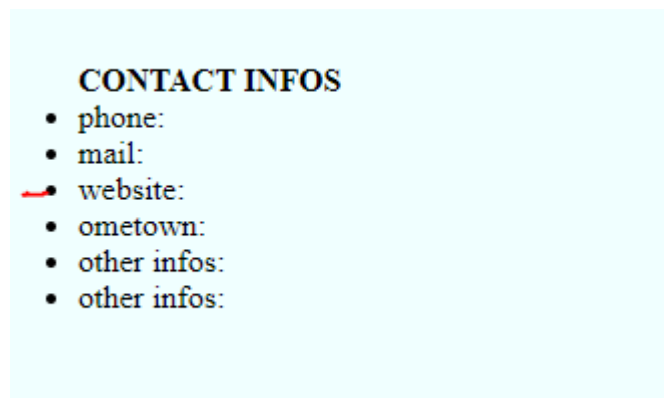 CONTACT INFOS
phone:
mail:
website:
ometown:
other infos:
other infos: